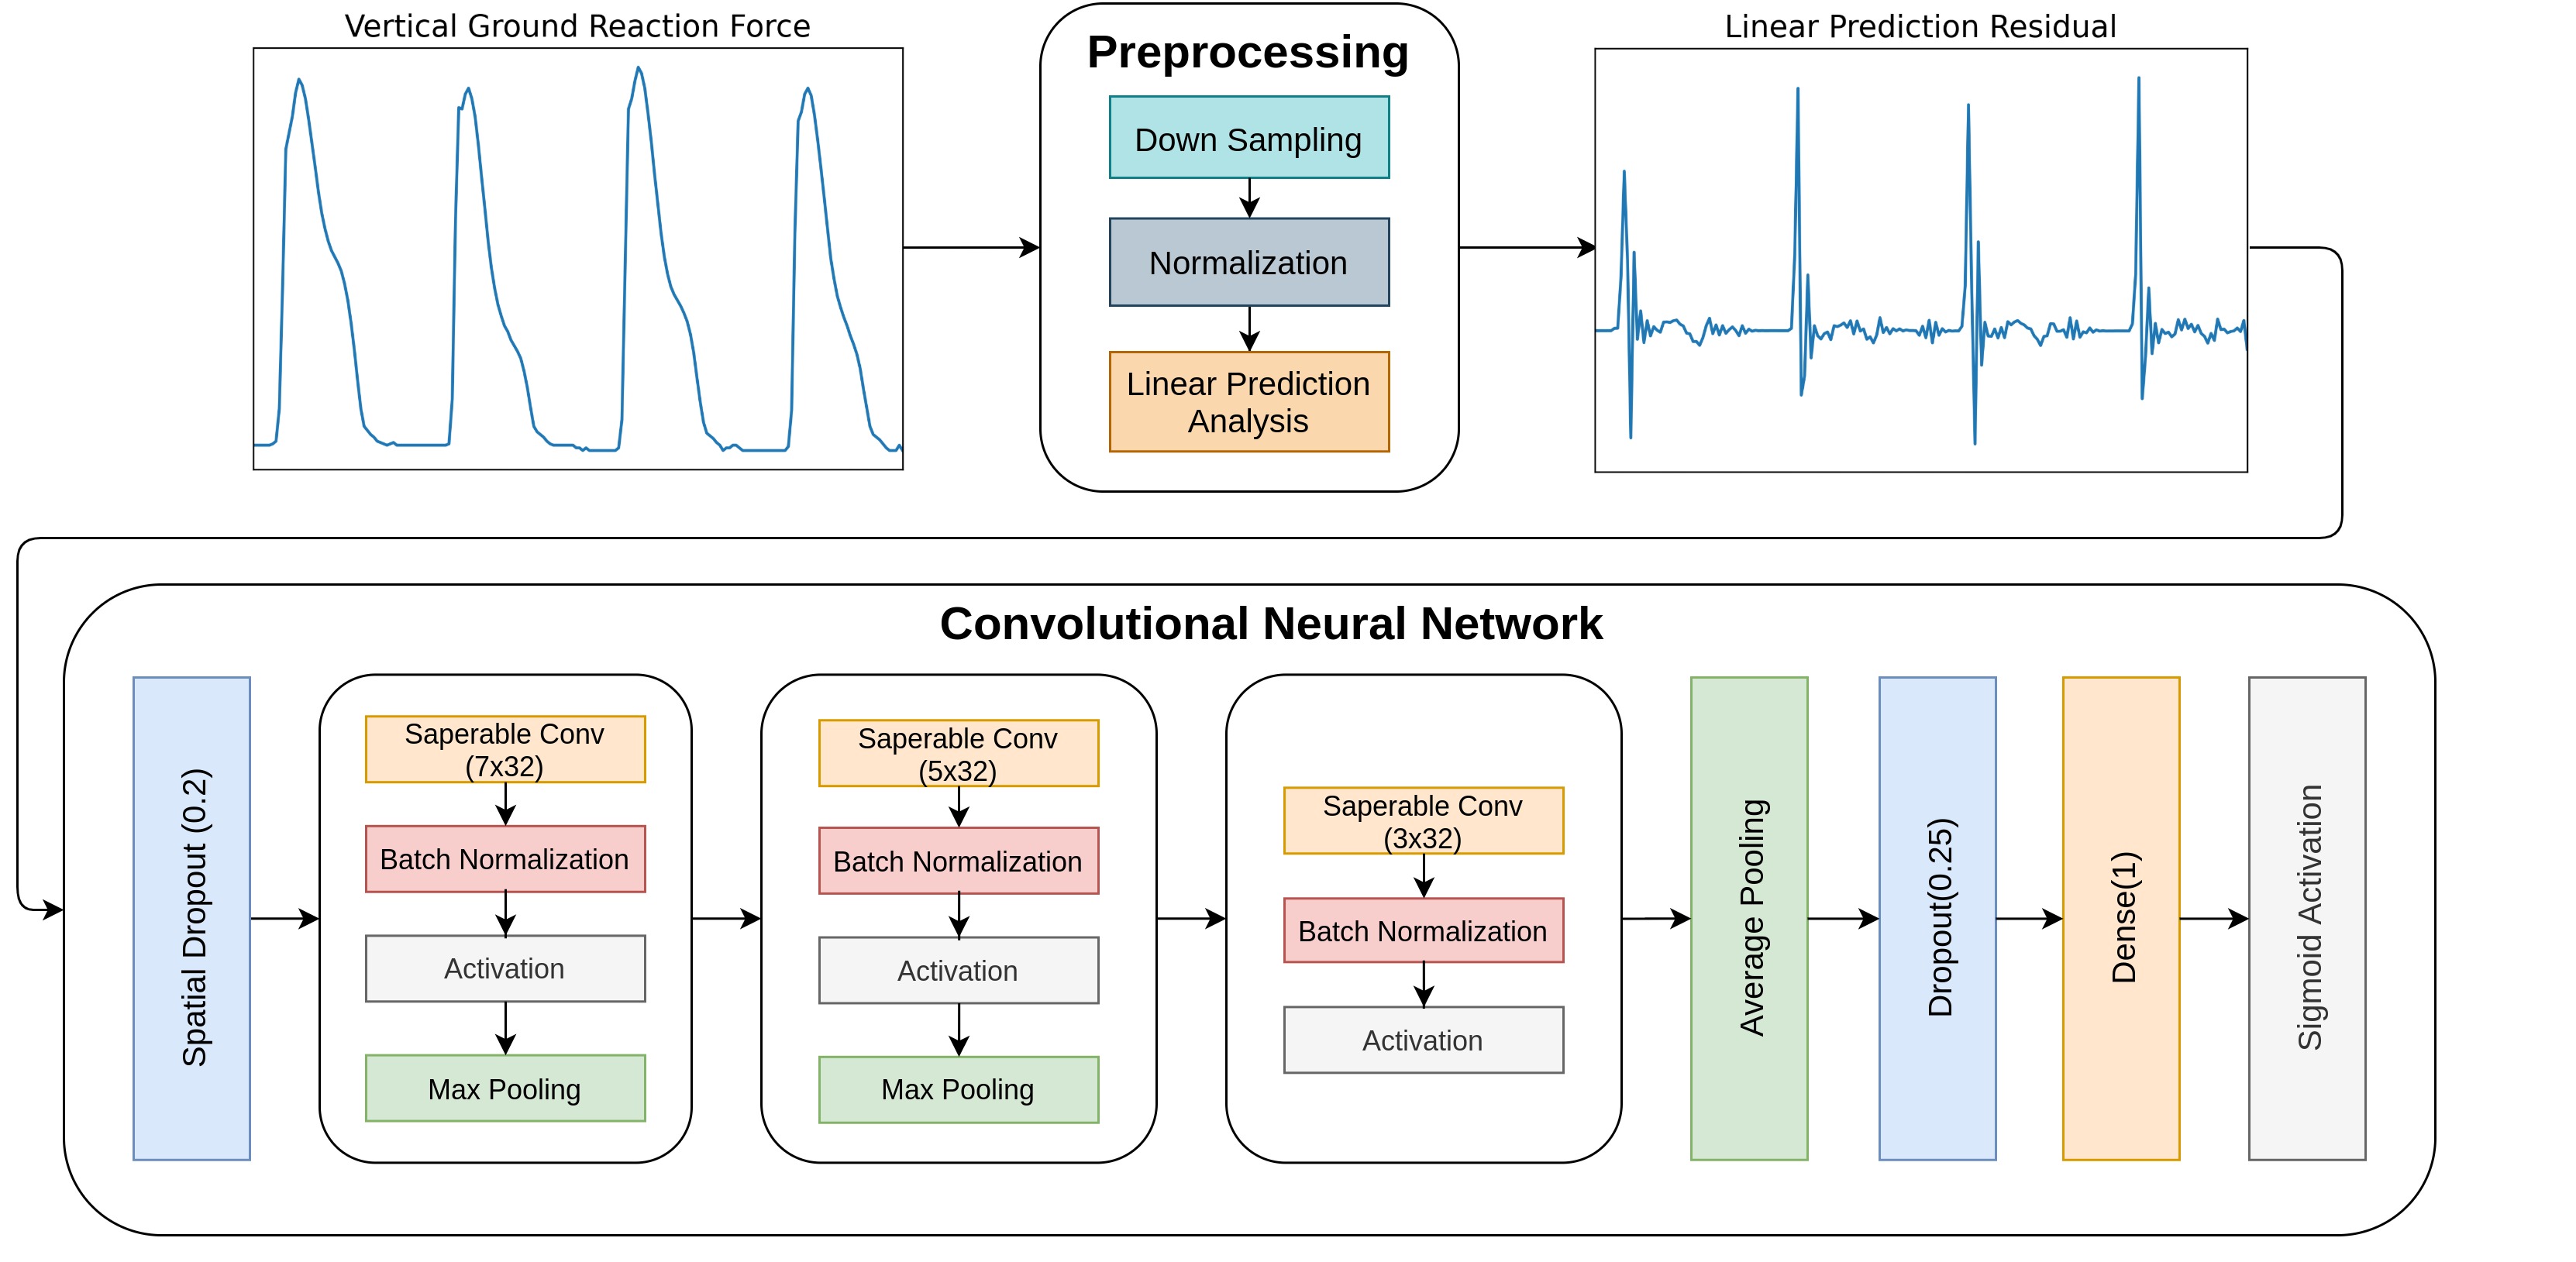 Vertical Ground Reaction Force
Preprocessing
Down Sampling
Normalization
Linear Prediction
Analysis
Linear Prediction Residual
Convolutional Neural Network
Spatial Dropout (0.2)
Saperable Conv
(7x32)
Batch Normalization
Activation
Max Pooling
Saperable Conv
(5x32)
Batch Normalization
Activation
Max Pooling
Saperable Conv
(3x32)
Batch Normalization
Activation
Average Pooling
Dropout(0.25)
Dense(1)
Sigmoid Activation